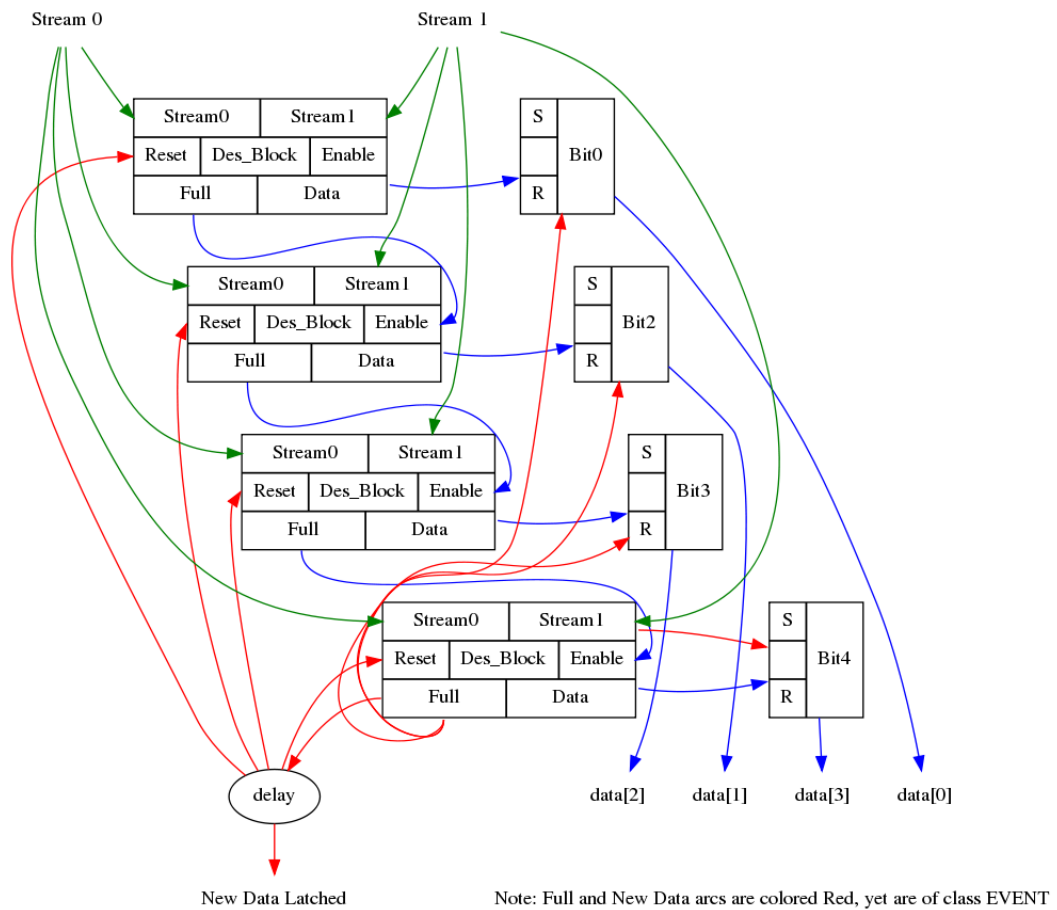 Stream 0
Stream 1
Stream0
Stream1
Reset
Des_Block
Enable
Full
Data
S
Bit0
R
Stream0
Stream1
Reset
Des_Block
Enable
Full
Data
S
Bit2
R
Stream0
Stream1
Reset
Des_Block
Enable
Full
Data
S
Bit3
R
Stream0
Stream1
Reset
Des_Block
Enable
Full
Data
S
Bit4
R
delay
data[2]
data[1]
data[3]
data[0]
New Data Latched
Note: Full and New Data arcs are colored Red, yet are of class EVENT